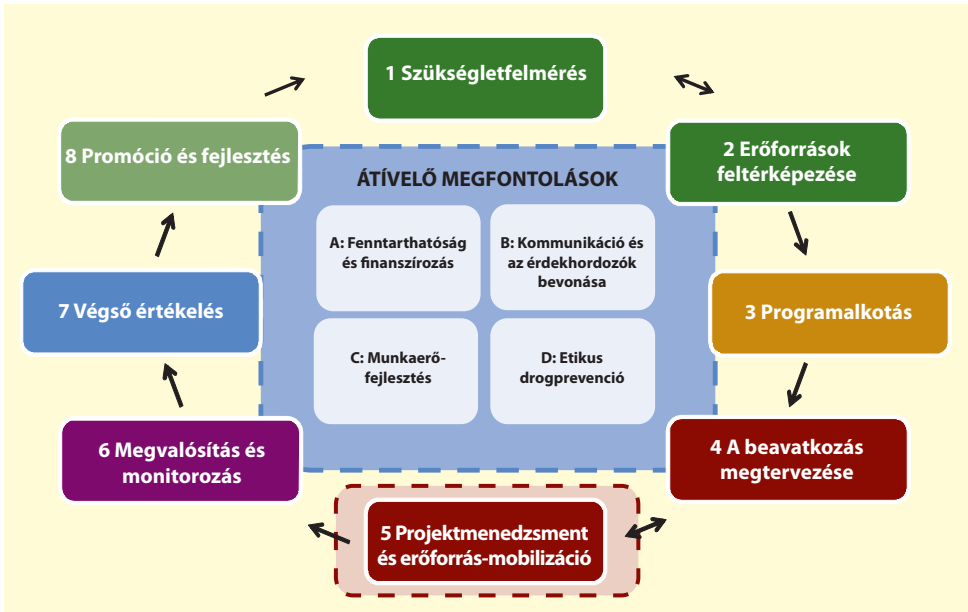 1 Szükségletfelmérés
2 Erőforrások
feltérképezése
3 Programalkotás
4 A beavatkozás
megtervezése
5 Projektmenedzsment
és erőforrás-mobilizáció
6 Megvalósítás és
monitorozás
7 Végső értékelés
8 Promóció és fejlesztés
ÁTÍVELŐ MEGFONTOLÁSOK
A: Fenntarthatóság
és finanszírozás
B: Kommunikáció és
az érdekhordozók
bevonása
C: Munkaerő-
fejlesztés
D: Etikus
drogprevenció